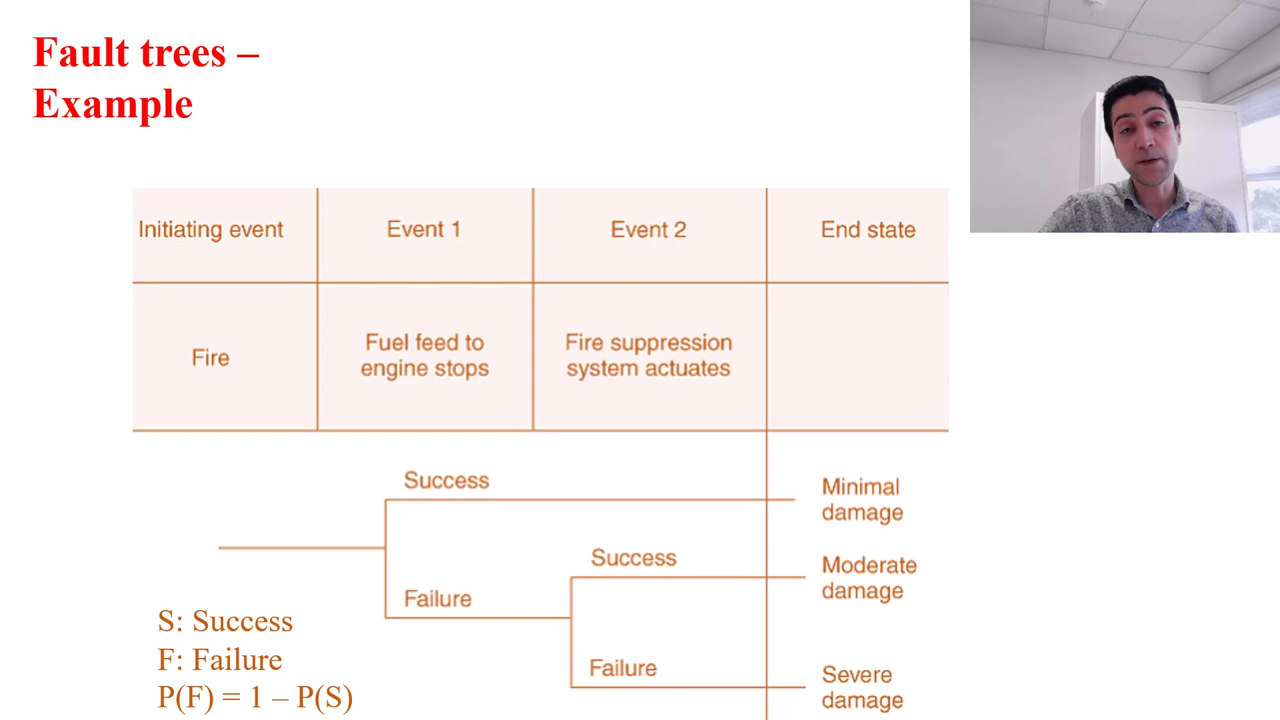 Fault trees –
Example
Initiating event
Event 1
Event 2
End state
Fire
Fuel feed to
engine stops
Fire suppression
system actuates
Success
Minimal
damage
Success
Moderate
damage
Failure
Failure
Severe
damage
S: Success
F: Failure
P(F) = 1 – P(S)